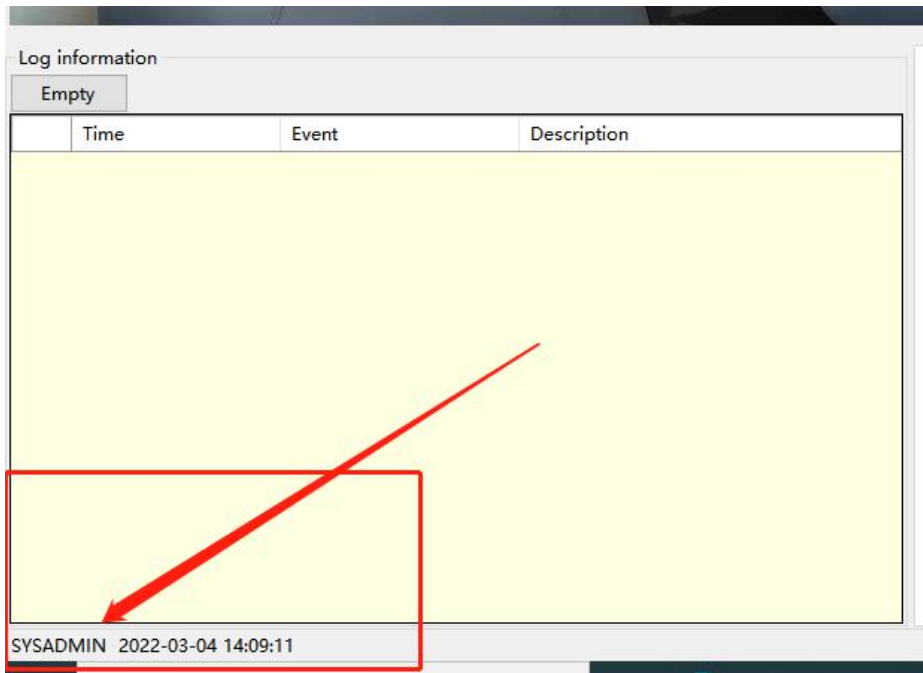 Log information
Empty
Time Event Description
SYSADMIN 2022-03-04 14:09:11